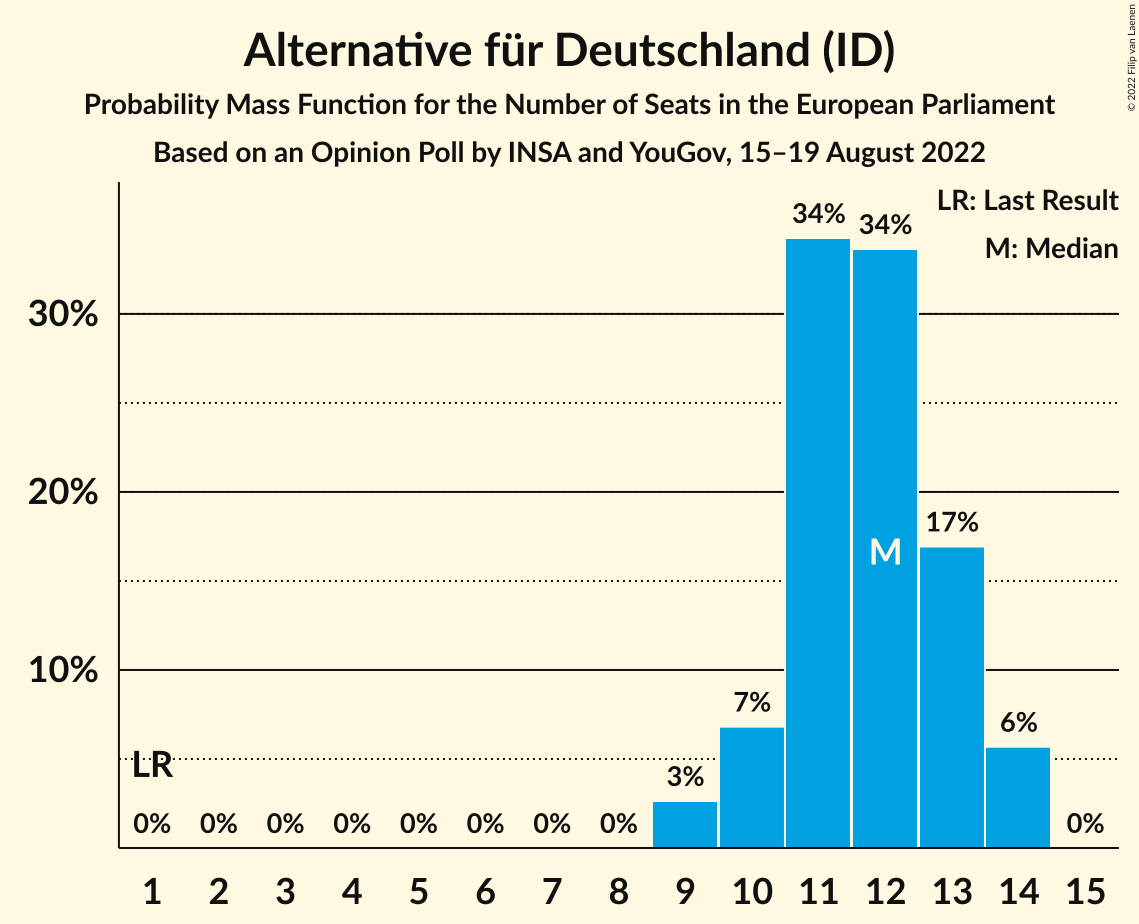 Alternative für Deutschland (ID)
Probability Mass Function for the Number of Seats in the European Parliament
Based on an Opinion Poll by INSA and YouGov, 15–19 August 2022
© 2022 Filip van Laenen
LR: Last Result
M: Median
34% 34%
30%
20%
17%
M
10%
7%
6%
LR
3%
0% 0% 0% 0% 0% 0% 0% 0% 0%
1 2 3 4 5 6 7 8 9 10 11 12 13 14 15